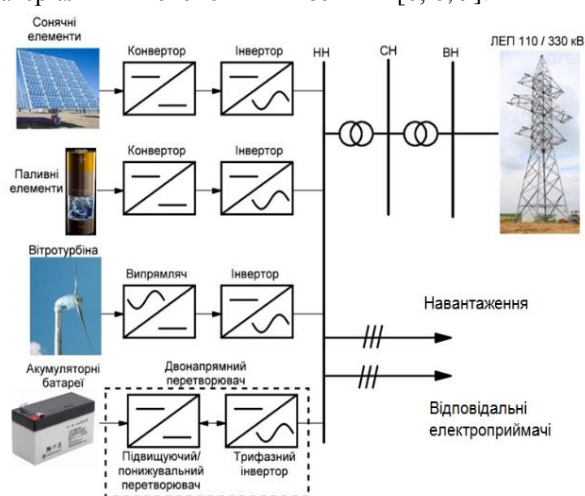 Сонячні
елементи
Конвертор
Інвертор
НН
СН
ВН
ЛЕП 110 / 330 кВ
Паливні
елементи
Конвертор
Інвертор
Вітротурбіна
Випрямляч
Інвертор
Навантаження
Акумуляторні
батареї
Двонапрямний
перетворювач
Підвищуючий/
понижувальний
перетворювач
Трифазний
інвертор
Відповідальні
електроприймачі